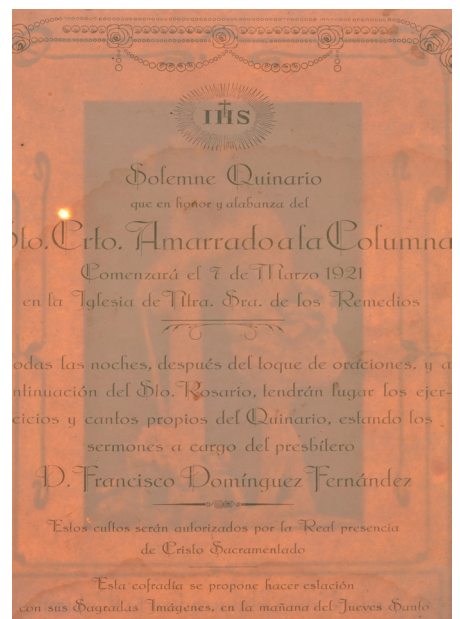 IHS
Solemne Quinario
que en honor y alabanza del
Sto. Crto. Amarrado a la Columna
Comenzará el 7 de Marzo 1921
en la Iglesia de Ntra. Sra. de los Remedios
odas las noches, después del toque de oraciones, y a
ntinuación del Sto. Rosario, tendrán lugar los ejer-
cicios y cantos propios del Quinario, estando los
sermones a cargo del presbítero
D. Francisco Domínguez Fernández
Estos cultos serán autorizados por la Real presencia
de Cristo Sacramentado
Esta cofradía se propone hacer estación
con sus Sagradas Imágenes, en la mañana del Jueves Santo